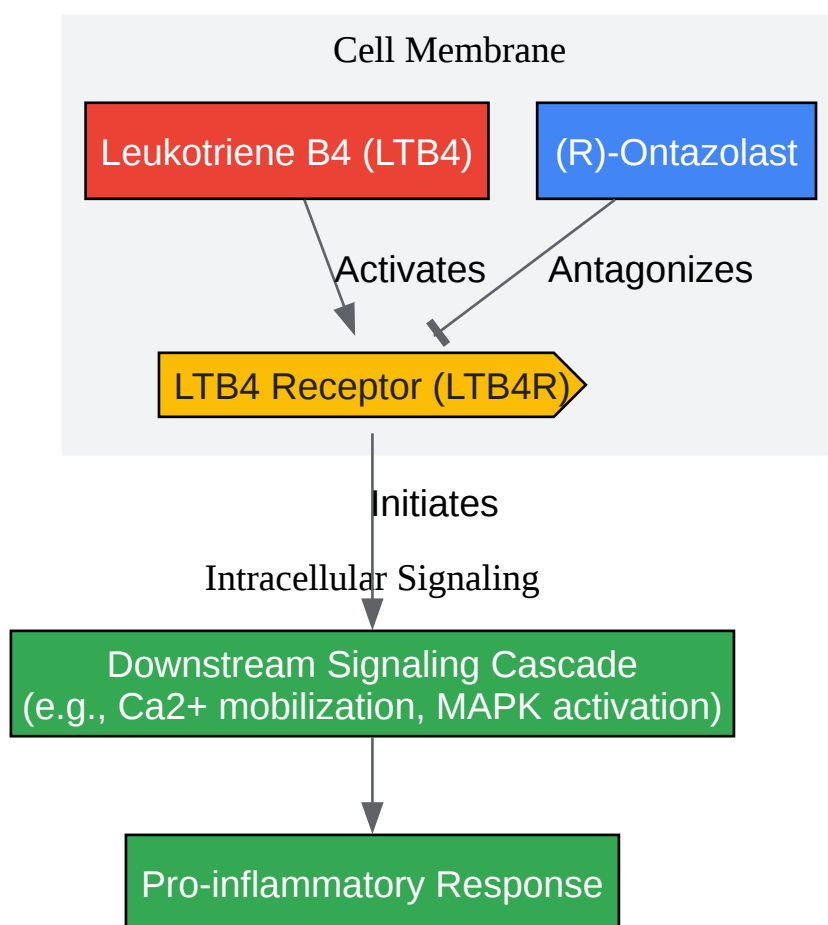 Cell Membrane
Leukotriene B4 (LTB4)
(R)-Ontazolast
Activates
Antagonizes
LTB4 Receptor (LTB4R)
Initiates
Intracellular Signaling
Downstream Signaling Cascade
(e.g., Ca2+ mobilization, MAPK activation)
Pro-inflammatory Response